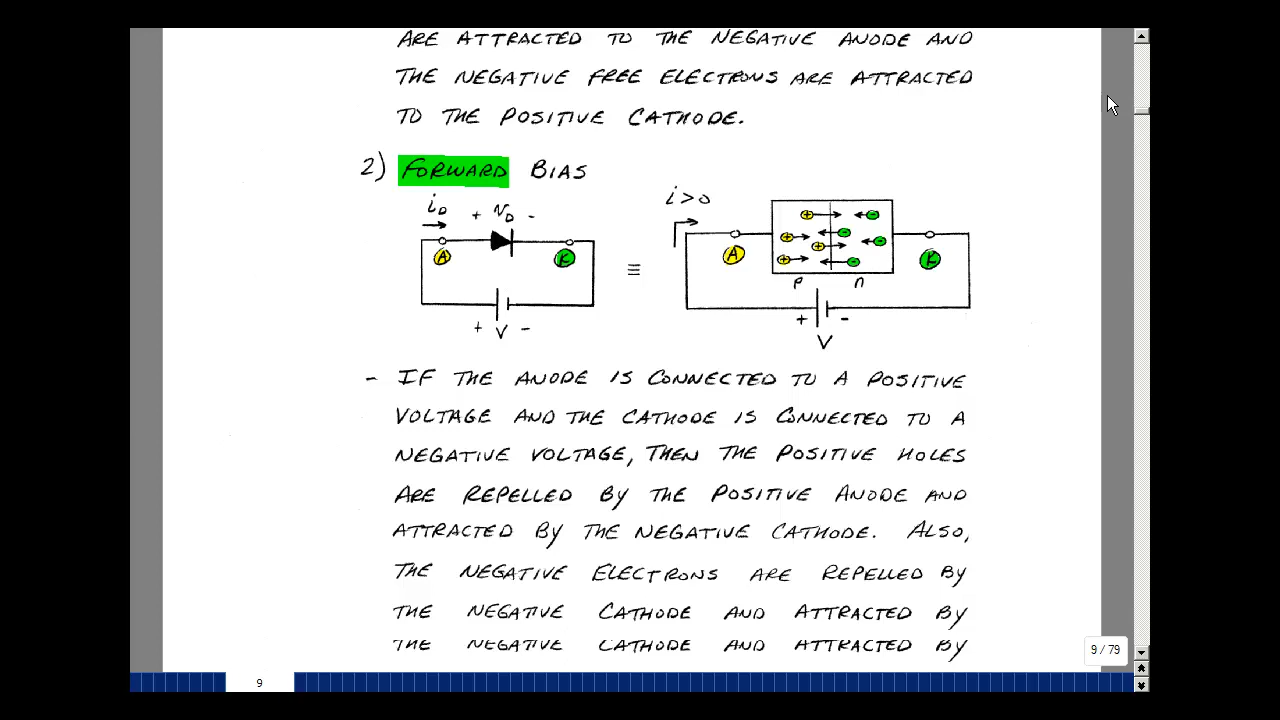 ARE ATTRACTED TO THE NEGATIVE ANODE AND
THE NEGATIVE FREE ELECTRONS ARE ATTRACTED
TO THE POSITIVE CATHODE.
2) FORWARD BIAS
iD + VD -
A K
+ V -
≡
i>0
A + + + + - - - - K
p n
+ -
V
- IF THE ANODE IS CONNECTED TO A POSITIVE
VOLTAGE AND THE CATHODE IS CONNECTED TO A
NEGATIVE VOLTAGE, THEN THE POSITIVE HOLES
ARE REPELLED BY THE POSITIVE ANODE AND
ATTRACTED BY THE NEGATIVE CATHODE. ALSO,
THE NEGATIVE ELECTRONS ARE REPELLED BY
THE NEGATIVE CATHODE AND ATTRACTED BY
THE NEGATIVE CATHODE AND ATTRACTED BY
9 / 79
9